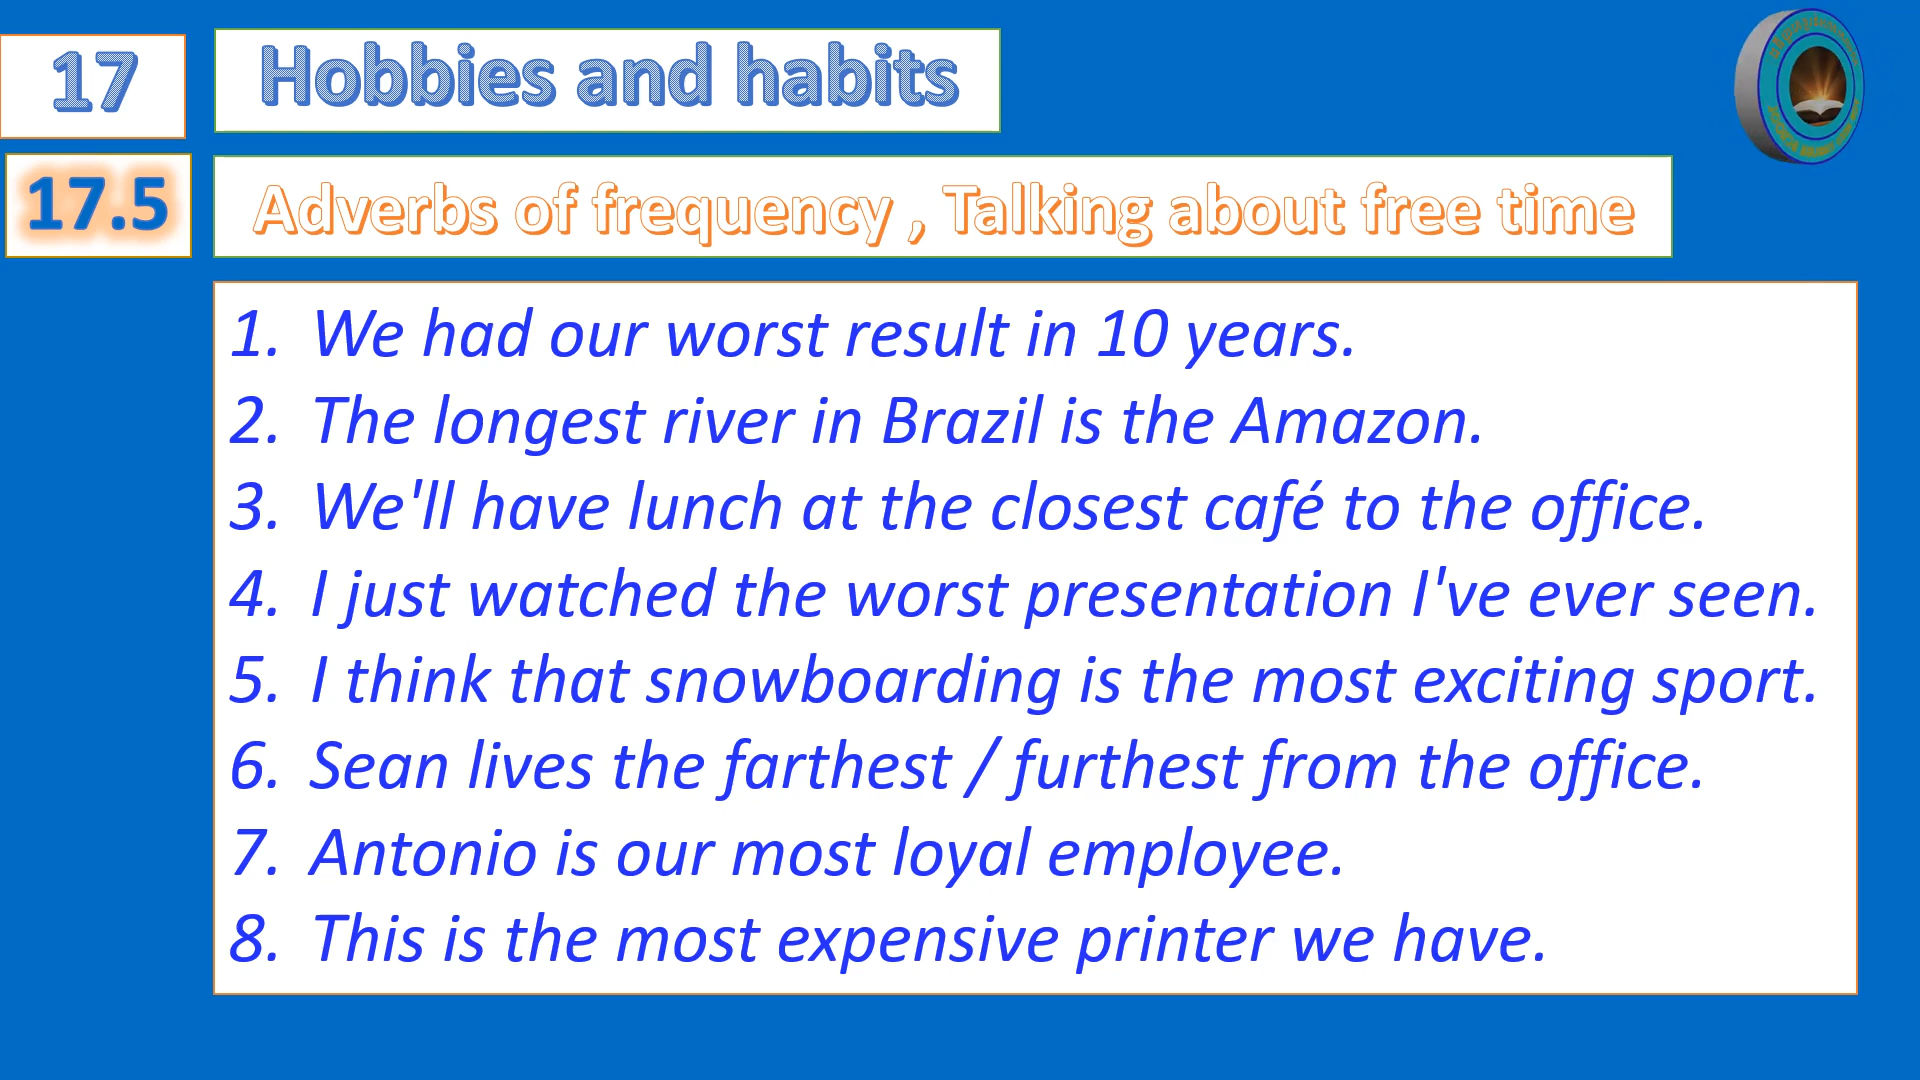 17
Hobbies and habits
17.5
Adverbs of frequency , Talking about free time
1. We had our worst result in 10 years.
2. The longest river in Brazil is the Amazon.
3. We'll have lunch at the closest café to the office.
4. I just watched the worst presentation I've ever seen.
5. I think that snowboarding is the most exciting sport.
6. Sean lives the farthest / furthest from the office.
7. Antonio is our most loyal employee.
8. This is the most expensive printer we have.